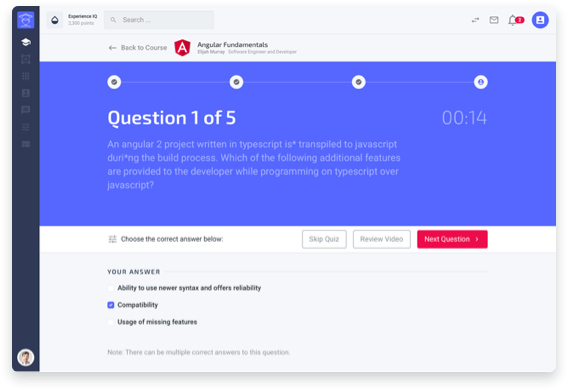 Experience IQ
2,356 points
Search ...
2
Back to Course
Angular Fundamentals
Elijah Murray Software Engineer and Developer
Question 1 of 5
00:14
An angular 2 project written in typescript is* transpiled to javascript
duri*ng the build process. Which of the following additional features
are provided to the developer while programming on typescript over
javascript?
Choose the correct answer below:
Skip Quiz
Review Video
Next Question
YOUR ANSWER
Ability to use newer syntax and offers reliability
Compatibility
Usage of missing features
Note: There can be multiple correct answers to this question.